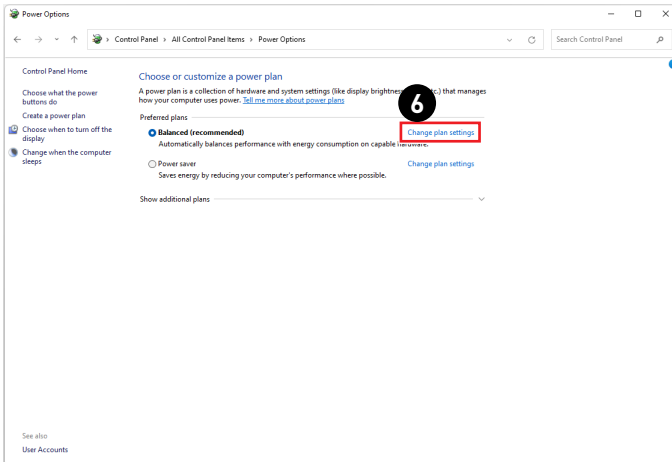 Power Options
Control Panel > All Control Panel Items > Power Options
Search Control Panel
Control Panel Home
Choose what the power
buttons do
Create a power plan
Choose when to turn off the
display
Change when the computer
sleeps
Choose or customize a power plan
A power plan is a collection of hardware and system settings (like display brightness, etc.) that manages
how your computer uses power. Tell me more about power plans
6
Preferred plans
Balanced (recommended)
Change plan settings
Automatically balances performance with energy consumption on capable hardware.
Power saver
Change plan settings
Saves energy by reducing your computer's performance where possible.
Show additional plans
See also
User Accounts